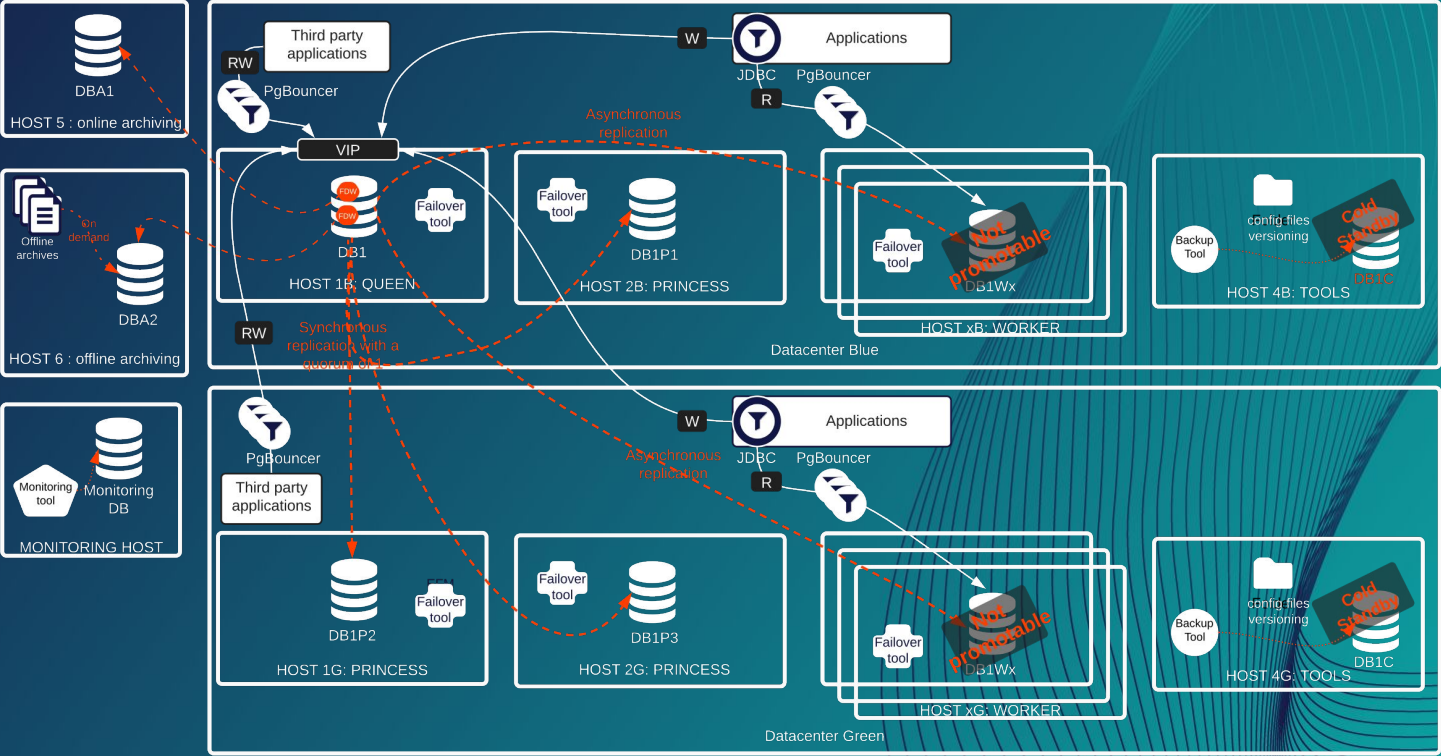 DBA1
HOST 5 : online archiving
Offline
archives
On
demand
DBA2
HOST 6 : offline archiving
Monitoring
tool
Monitoring
DB
MONITORING HOST
Third party
applications
RW
PgBouncer
W
Applications
JDBC
PgBouncer
R
VIP
Asynchronous
replication
FDW
FDW
DB1
Failover
tool
HOST 1B: QUEEN
Failover
tool
DB1P1
HOST 2B: PRINCESS
Failover
tool
Not
promotable
DB1Wx
HOST xB: WORKER
config files
versioning
Backup
Tool
Cold
Standby
DB1C
HOST 4B: TOOLS
RW
Synchronous
replication with a
quorum of 1
Datacenter Blue
PgBouncer
Third party
applications
W
Applications
JDBC
PgBouncer
R
Asynchronous
replication
DB1P2
Failover
tool
HOST 1G: PRINCESS
Failover
tool
DB1P3
HOST 2G: PRINCESS
Failover
tool
Not
promotable
DB1Wx
HOST xG: WORKER
config files
versioning
Backup
Tool
Cold
Standby
DB1C
HOST 4G: TOOLS
Datacenter Green